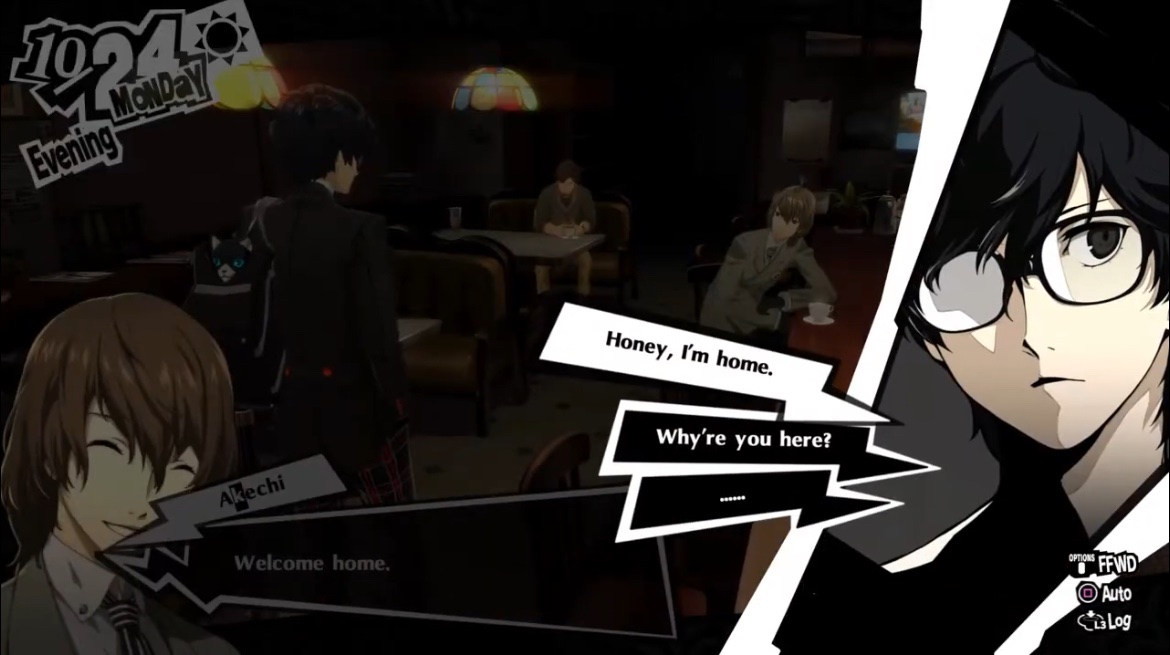 10/24
MONDAY
Evening
Honey, I'm home.
Why're you here?
......
Akechi
Welcome home.
OPTIONS FFWD
Auto
L3 Log